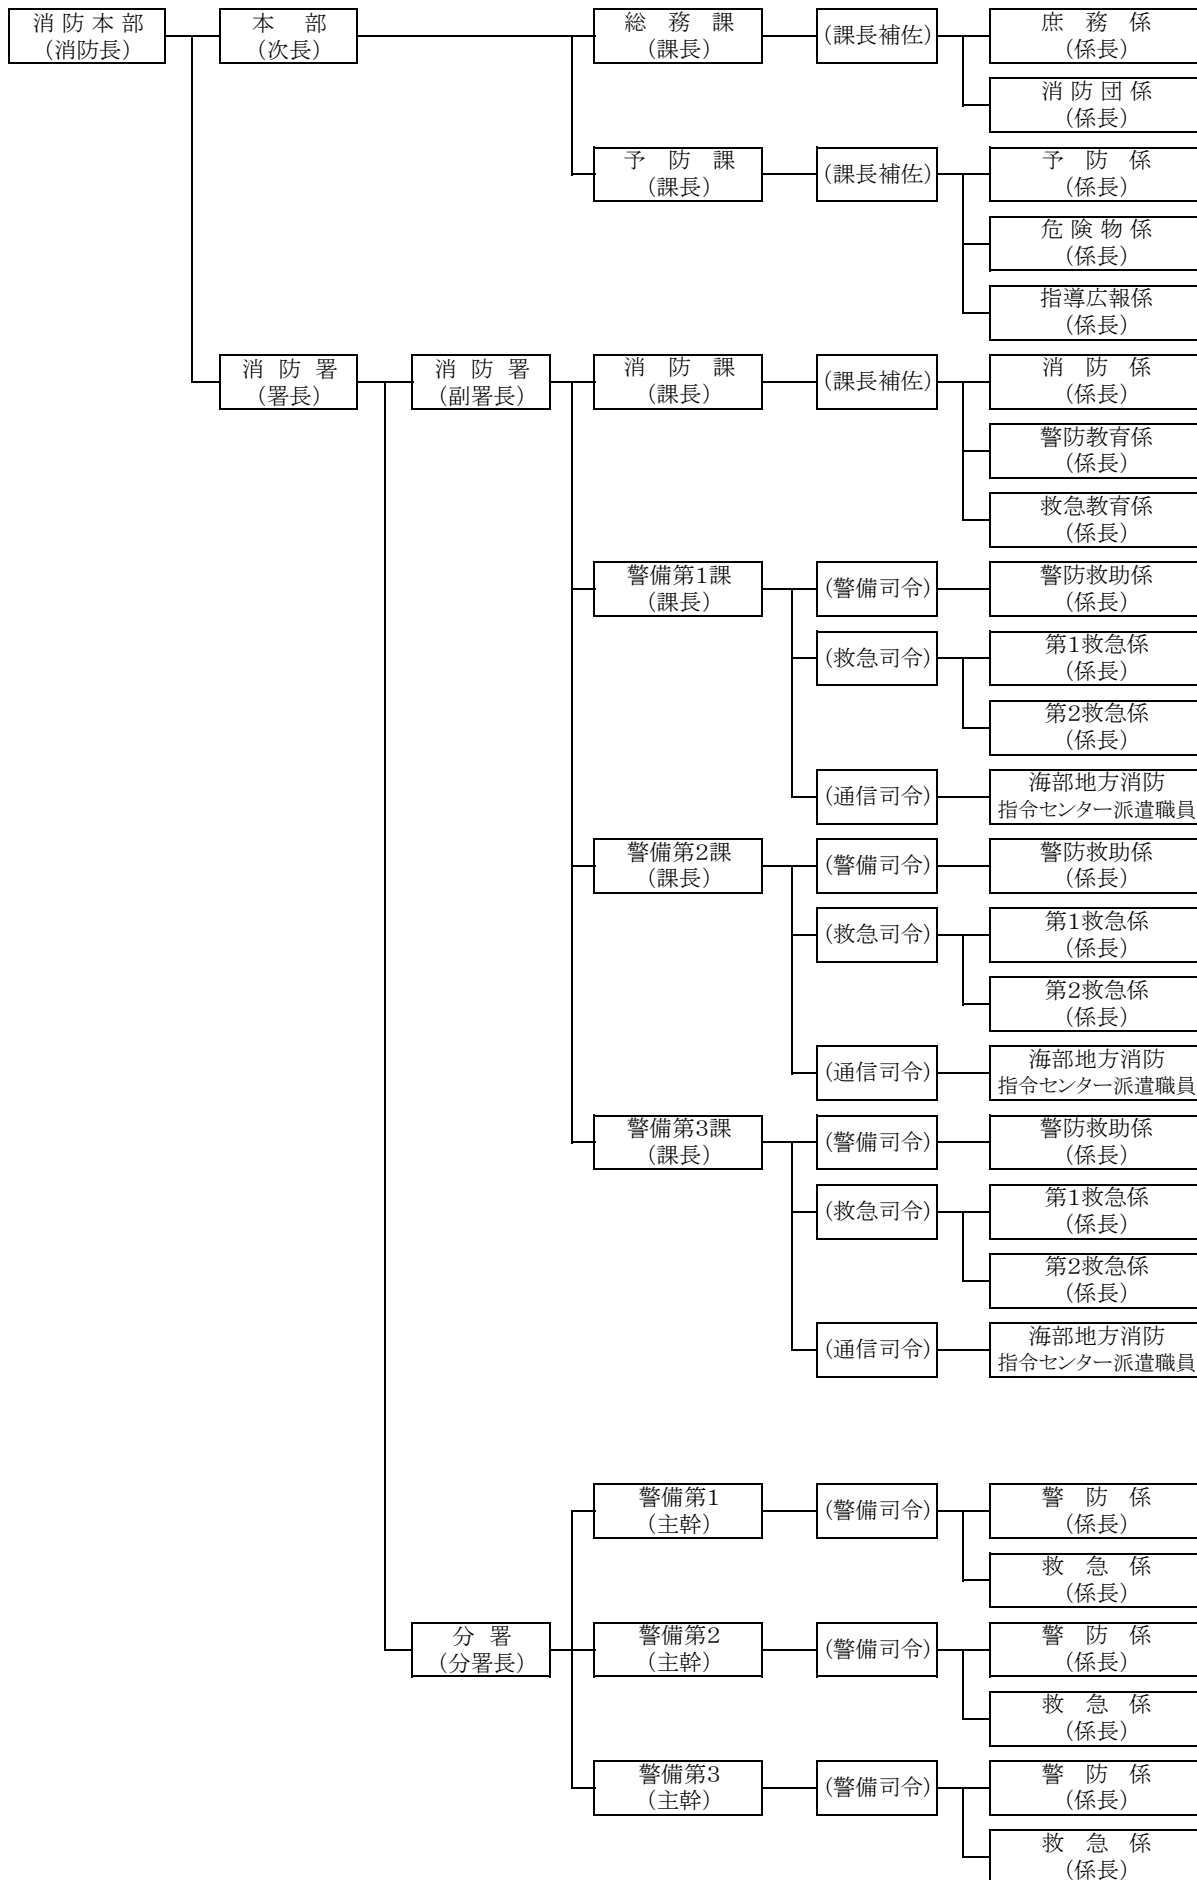 消防本部
(消防長)
本部
(次長)
総務課
(課長)
(課長補佐)
庶務係
(係長)
消防団係
(係長)
予防課
(課長)
(課長補佐)
予防係
(係長)
危険物係
(係長)
指導広報係
(係長)
消防署
(署長)
消防署
(副署長)
消防課
(課長)
(課長補佐)
消防係
(係長)
警防教育係
(係長)
救急教育係
(係長)
警備第1課
(課長)
(警備司令)
警防救助係
(係長)
(救急司令)
第1救急係
(係長)
第2救急係
(係長)
(通信司令)
海部地方消防
指令センター派遣職員
警備第2課
(課長)
(警備司令)
警防救助係
(係長)
(救急司令)
第1救急係
(係長)
第2救急係
(係長)
(通信司令)
海部地方消防
指令センター派遣職員
警備第3課
(課長)
(警備司令)
警防救助係
(係長)
(救急司令)
第1救急係
(係長)
第2救急係
(係長)
(通信司令)
海部地方消防
指令センター派遣職員
分署
(分署長)
警備第1
(主幹)
(警備司令)
警防係
(係長)
救急係
(係長)
警備第2
(主幹)
(警備司令)
警防係
(係長)
救急係
(係長)
警備第3
(主幹)
(警備司令)
警防係
(係長)
救急係
(係長)